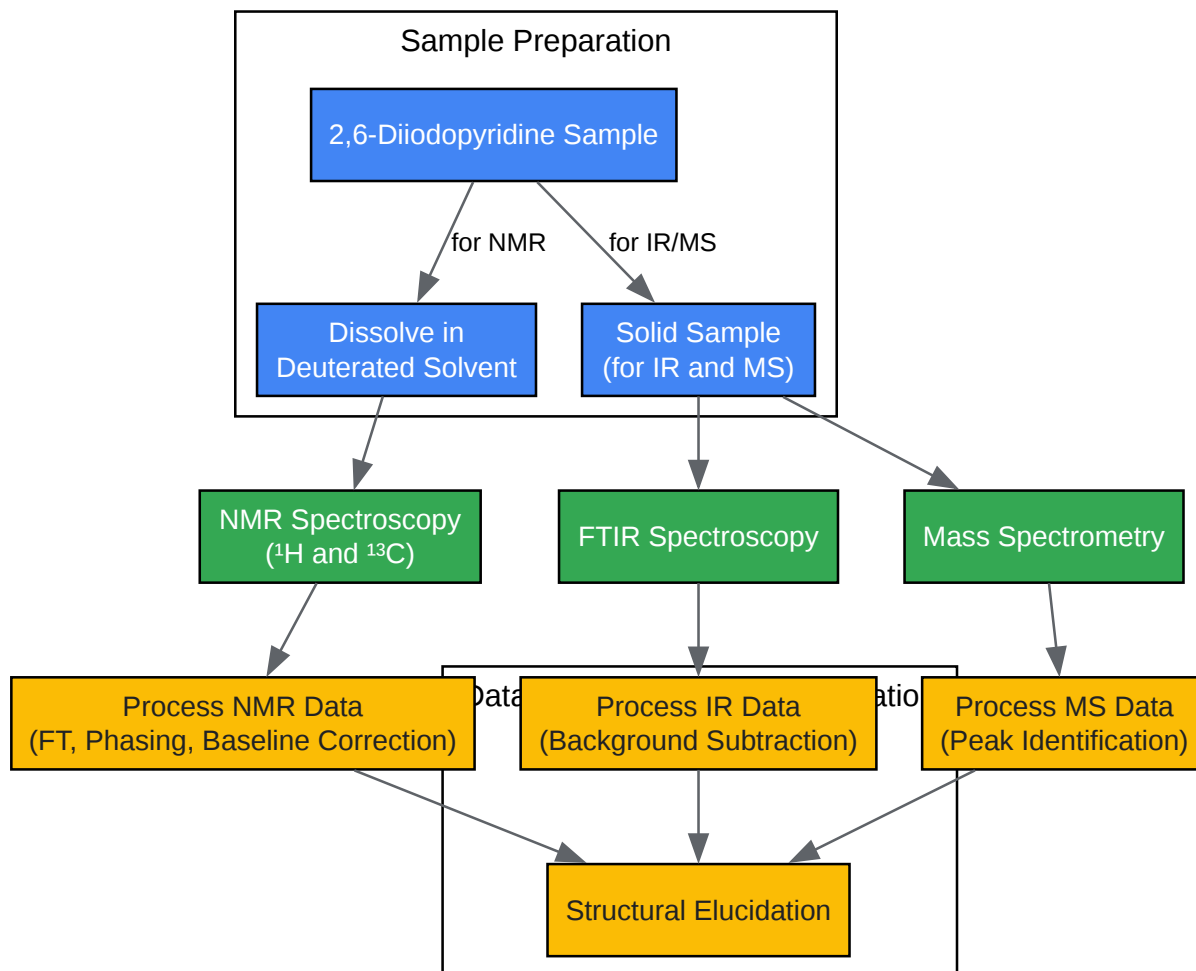 Sample Preparation
2,6-Diiodopyridine Sample
for NMR
for IR/MS
Dissolve in
Deuterated Solvent
Solid Sample
(for IR and MS)
NMR Spectroscopy
(¹H and ¹³C)
FTIR Spectroscopy
Mass Spectrometry
Data
Process NMR Data
(FT, Phasing, Baseline Correction)
Process IR Data
(Background Subtraction)
Process MS Data
(Peak Identification)
Structural Elucidation